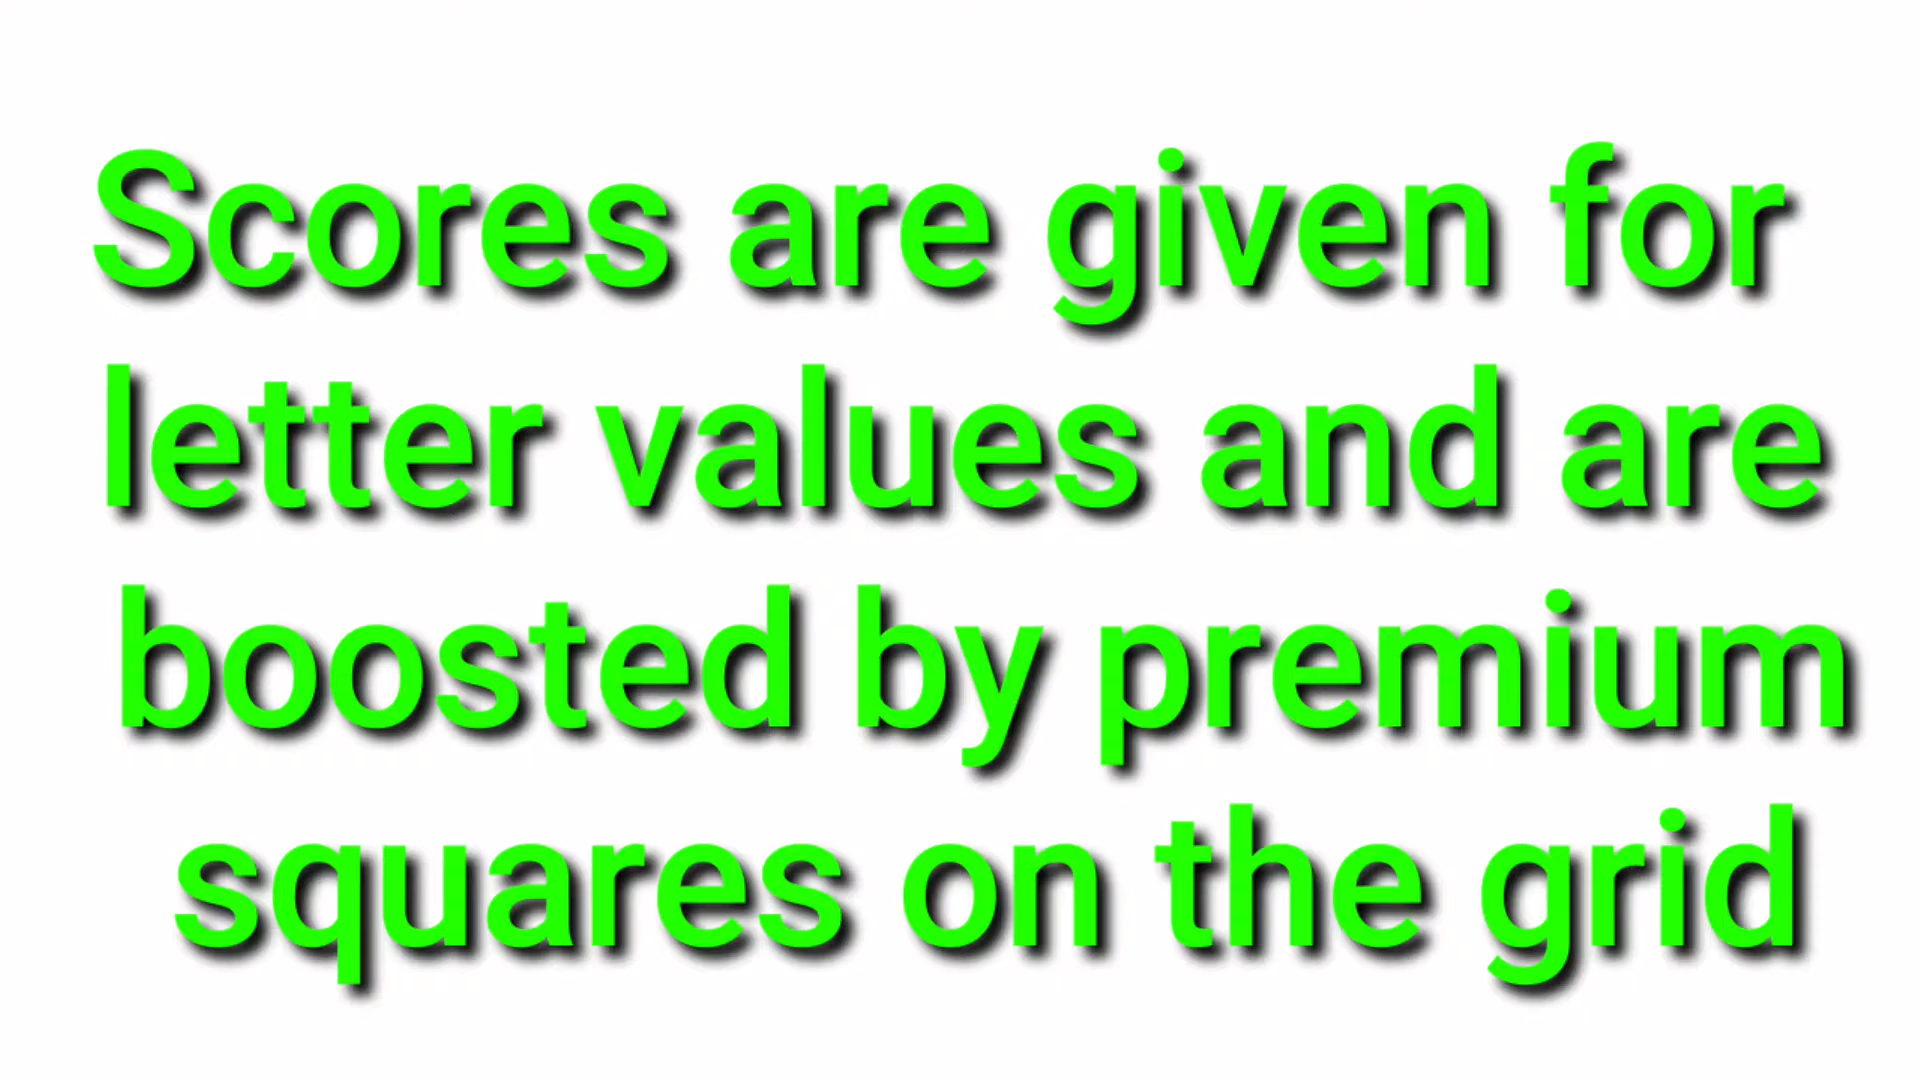 Scores are given for
letter values and are
boosted by premium
squares on the grid